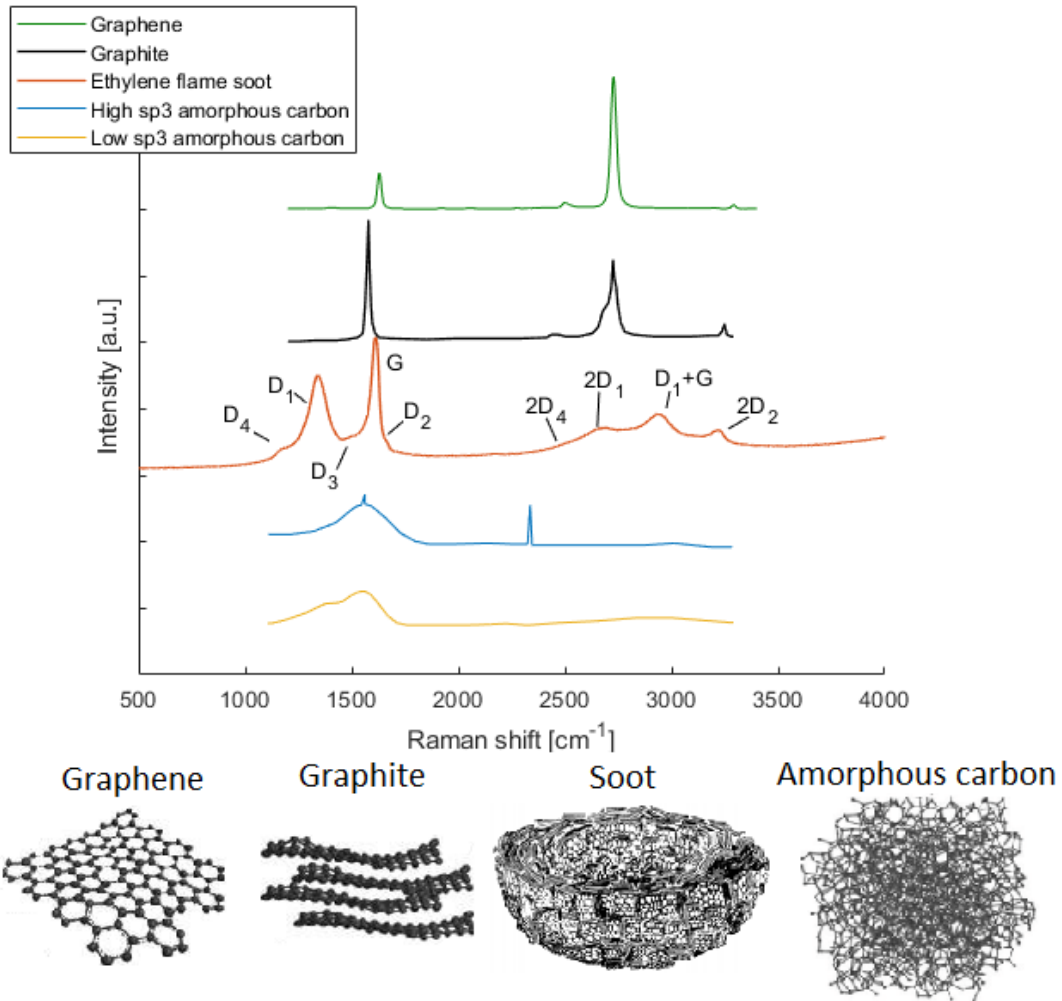 Graphene
Graphite
Ethylene flame soot
High sp3 amorphous carbon
Low sp3 amorphous carbon
Intensity [a.u.]
D4
D1
D3
G
D2
2D4
2D1
D1+G
2D2
500 1000 1500 2000 2500 3000 3500 4000
Raman shift [cm-1]
Graphene Graphite Soot Amorphous carbon